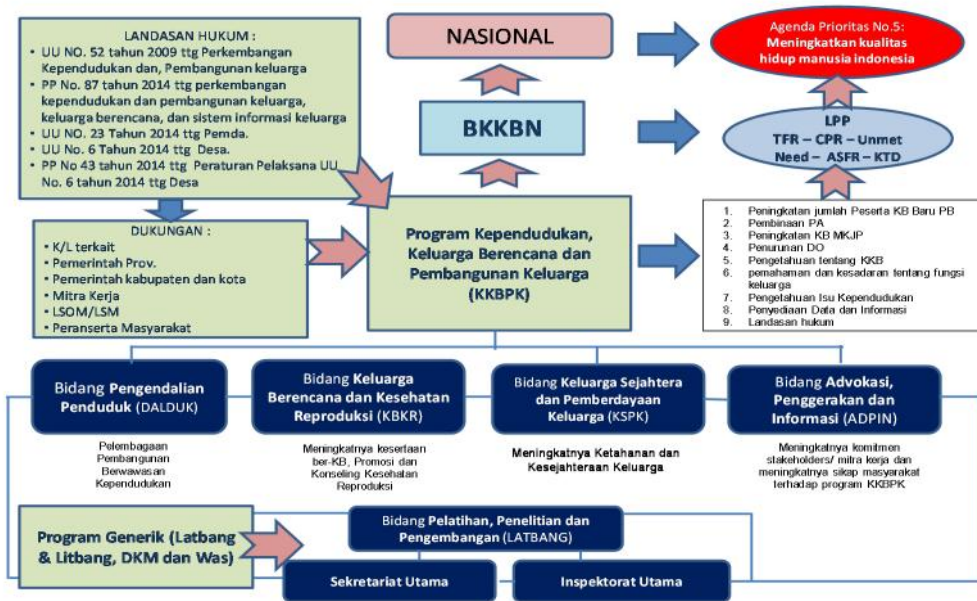 LANDASAN HUKUM :
• UU NO. 52 tahun 2009 ttg Perkembangan
Kependudukan dan, Pembangunan keluarga
• PP No. 87 tahun 2014 ttg perkembangan
kependudukan dan pembangunan keluarga,
keluarga berencana, dan sistem informasi keluarga
• UU NO. 23 Tahun 2014 ttg Pemda.
• UU No. 6 Tahun 2014 ttg Desa.
• PP No 43 tahun 2014 ttg Peraturan Pelaksana UU
No. 6 tahun 2014 ttg Desa
NASIONAL
Agenda Prioritas No.5:
Meningkatkan kualitas
hidup manusia indonesia
BKKBN
LPP
TFR – CPR – Unmet
Need – ASFR – KTD
DUKUNGAN :
• K/L terkait
• Pemerintah Prov.
• Pemerintah kabupaten dan kota
• Mitra Kerja
• LSOM/LSM
• Peranserta Masyarakat
Program Kependudukan,
Keluarga Berencana dan
Pembangunan Keluarga
(KKBPK)
1. Peningkatan jumlah Peserta KB Baru PB
2. Pembinaan PA
3. Peningkatan KB MKJP
4. Penurunan DO
5. Pengetahuan tentang KKB
6. pemahaman dan kesadaran tentang fungsi
keluarga
7. Pengetahuan Isu Kependudukan
8. Penyediaan Data dan Informasi
9. Landasan hukum
Bidang Pengendalian
Penduduk (DALDUK)
Pelembagaan
Pembangunan
Berwawasan
Kependudukan
Bidang Keluarga
Berencana dan Kesehatan
Reproduksi (KBKR)
Meningkatnya kesertaan
ber-KB, Promosi dan
Konseling Kesehatan
Reproduksi
Bidang Keluarga Sejahtera
dan Pemberdayaan
Keluarga (KSPK)
Meningkatnya Ketahanan dan
Kesejahteraan Keluarga
Bidang Advokasi,
Penggerakan dan
Informasi (ADPIN)
Meningkatnya komitmen
stakeholders/ mitra kerja dan
meningkatnya sikap masyarakat
terhadap program KKBPK
Program Generik (Latbang
& Litbang, DKM dan Was)
Bidang Pelatihan, Penelitian dan
Pengembangan (LATBANG)
Sekretariat Utama
Inspektorat Utama